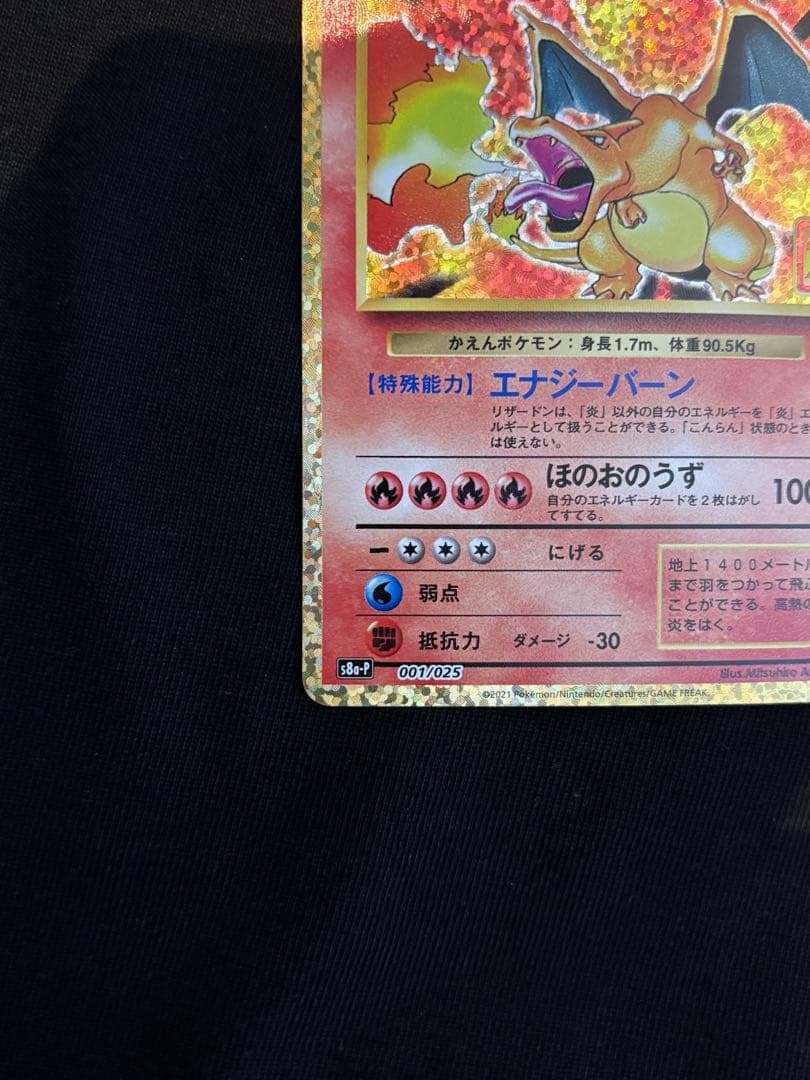 かえんポケモン：身長1.7m、体重90.5Kg
【特殊能力】 エナジーバーン
リザードンは、「炎」以外の自分のエネルギーを「炎」エ
ルギーとして扱うことができる。「こんらん」状態のとき
は使えない。
ほのおのうず 100
自分のエネルギーカードを２枚はがし
てすてる。
にげる
地上１４００メートル
まで羽をつかって飛ぶ
ことができる。高熱の
炎をはく。
弱点
抵抗力 ダメージ -30
s8a-P 001/025
Illus.Mitsuhiro A
©2021 Pokémon/Nintendo/Creatures/GAME FREAK.